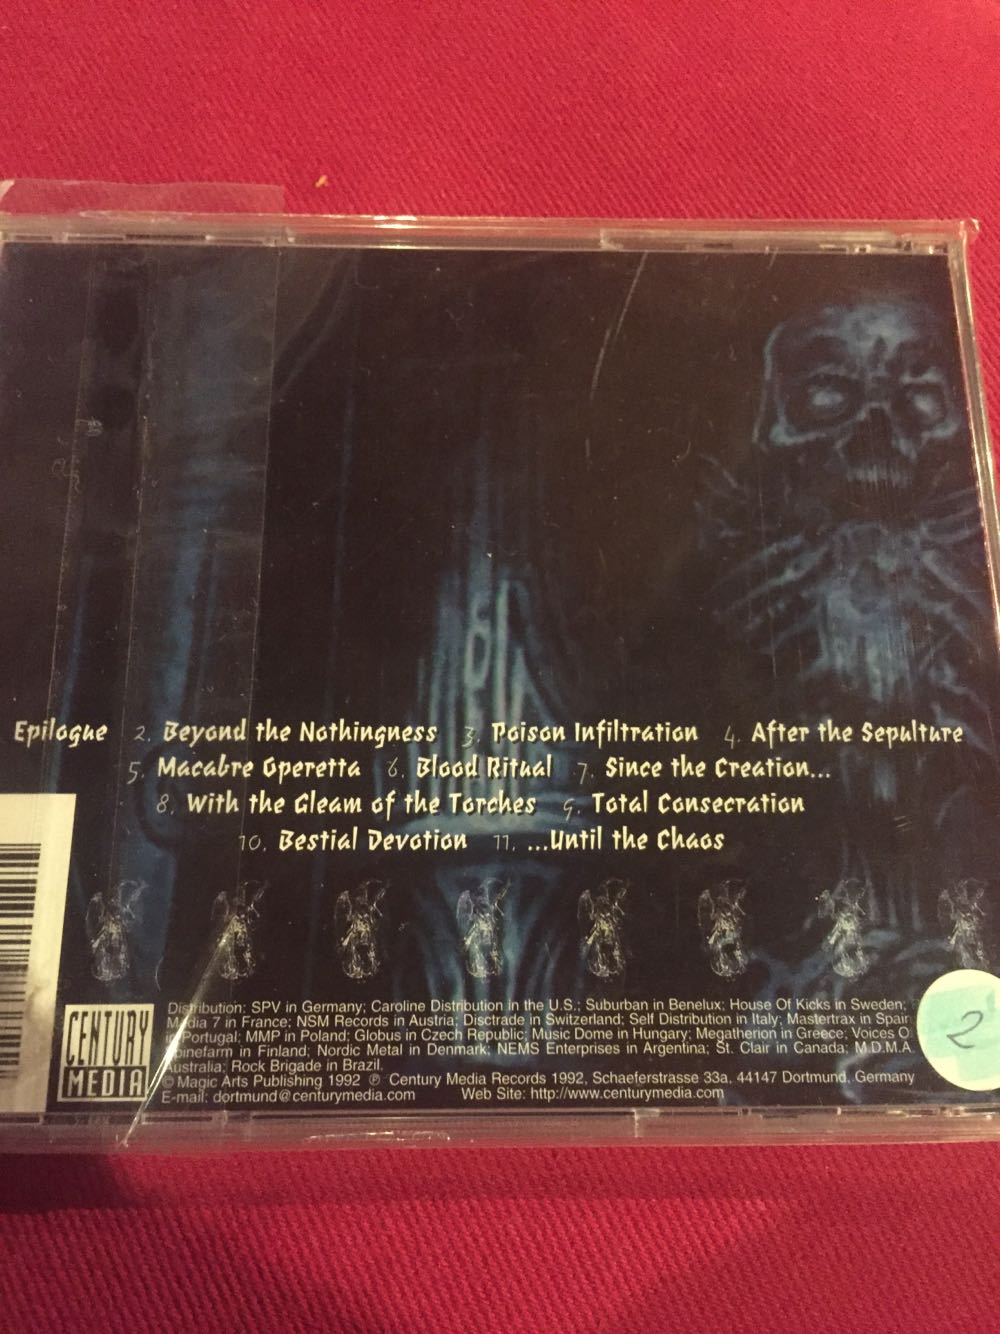 Epilogue 2. Beyond the Nothingness 3. Poison Infiltration 4. After the Sepulture
5. Macabre Operetta 6. Blood Ritual 7. Since the Creation...
8. With the Gleam of the Torches 9. Total Consecration
10. Bestial Devotion 11. ...Until the Chaos
CENTURY
MEDIA
Distribution: SPV in Germany; Caroline Distribution in the U.S.; Suburban in Benelux; House Of Kicks in Sweden;
Media 7 in France; NSM Records in Austria; Disctrade in Switzerland; Self Distribution in Italy; Mastertrax in Spain
in Portugal; MMP in Poland; Globus in Czech Republic; Music Dome in Hungary; Megatherion in Greece; Voices O
pinefarm in Finland; Nordic Metal in Denmark; NEMS Enterprises in Argentina; St. Clair in Canada; M.D.M.A.
Australia; Rock Brigade in Brazil.
© Magic Arts Publishing 1992 ℗ Century Media Records 1992, Schaeferstrasse 33a, 44147 Dortmund, Germany
E-mail: dortmund@centurymedia.com Web Site: http://www.centurymedia.com
2